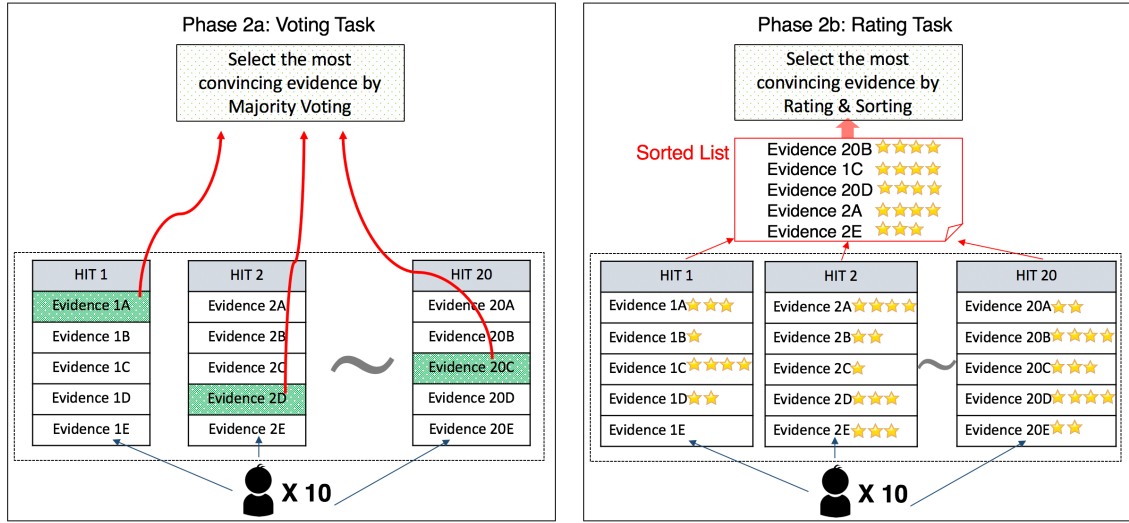 Phase 2a: Voting Task
Select the most
convincing evidence by
Majority Voting
HIT 1
Evidence 1A
Evidence 1B
Evidence 1C
Evidence 1D
Evidence 1E
HIT 2
Evidence 2A
Evidence 2B
Evidence 2C
Evidence 2D
Evidence 2E
HIT 20
Evidence 20A
Evidence 20B
Evidence 20C
Evidence 20D
Evidence 20E
X 10
Phase 2b: Rating Task
Select the most
convincing evidence by
Rating & Sorting
Sorted List
Evidence 20B
Evidence 1C
Evidence 20D
Evidence 2A
Evidence 2E
HIT 1
Evidence 1A
Evidence 1B
Evidence 1C
Evidence 1D
Evidence 1E
HIT 2
Evidence 2A
Evidence 2B
Evidence 2C
Evidence 2D
Evidence 2E
HIT 20
Evidence 20A
Evidence 20B
Evidence 20C
Evidence 20D
Evidence 20E
X 10